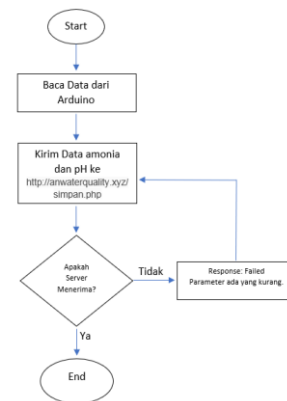 Start
Baca Data dari
Arduino
Kirim Data amonia
dan pH ke
http://anwaterquality.xyz/
simpan.php
Apakah
Server
Menerima?
Tidak
Response: Failed
Parameter ada yang kurang.
Ya
End